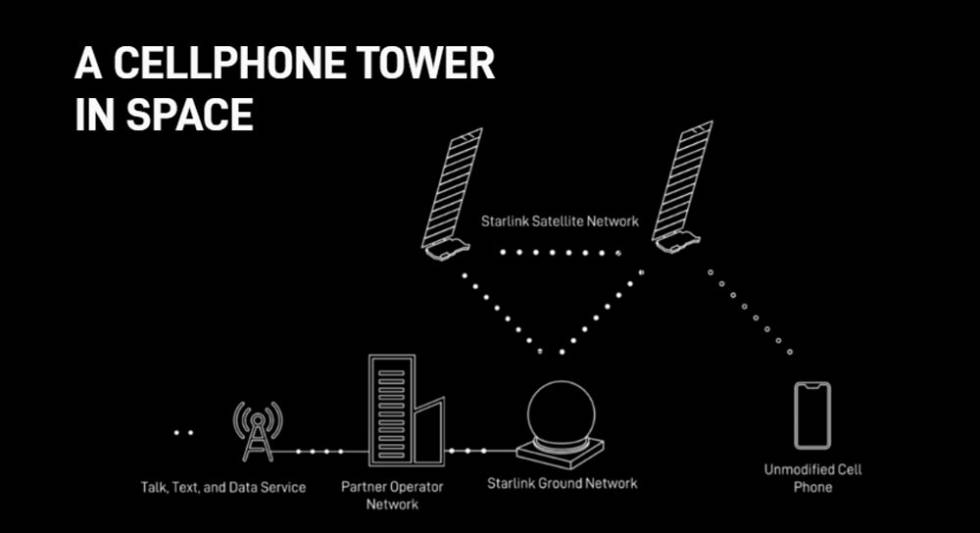 A CELLPHONE TOWER
IN SPACE
Starlink Satellite Network
Talk, Text, and Data Service
Partner Operator
Network
Starlink Ground Network
Unmodified Cell
Phone